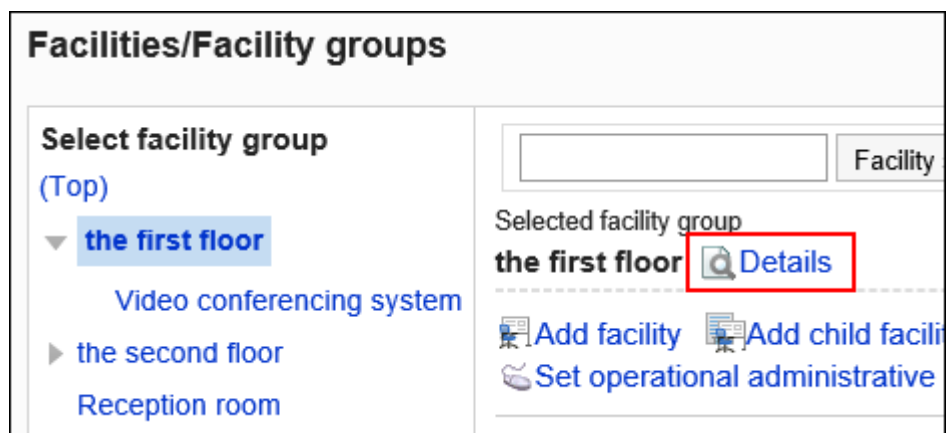 Facilities/Facility groups
Select facility group
(Top)
the first floor
Video conferencing system
the second floor
Reception room
Facility
Selected facility group
the first floor Details
Add facility Add child facili
Set operational administrative